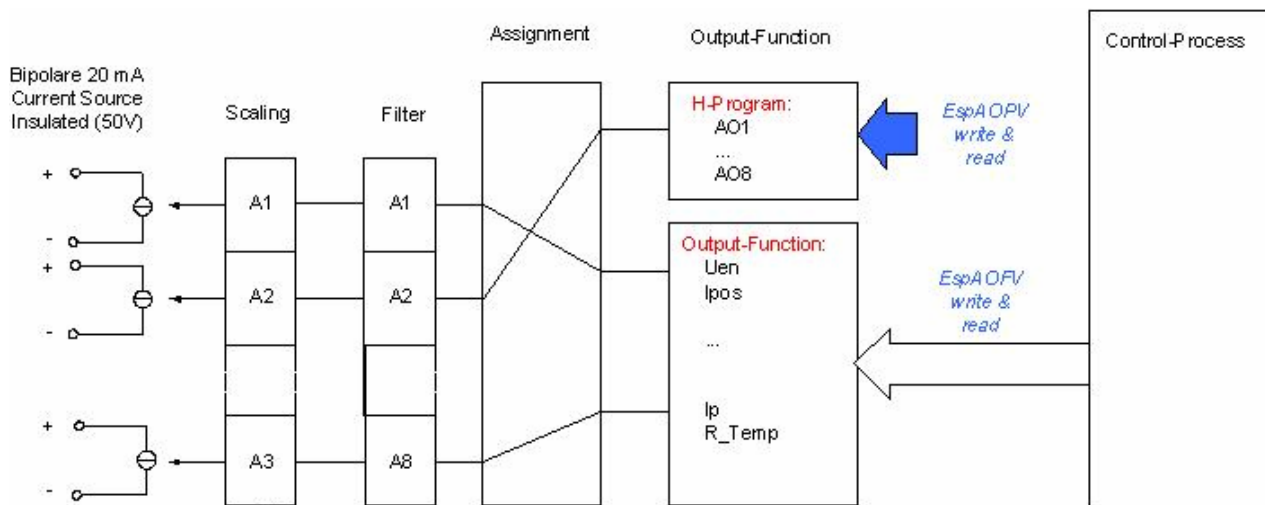 Assignment
Output-Function
Control-Process
Bipolare 20 mA
Current Source
Insulated (50V)
Scaling
Filter
H-Program:
AO1
...
AO8
EspAOPV
write &
read
+
-
A1
A1
Output-Function:
Uen
Ipos
...
Ip
R_Temp
EspAOFV
write &
read
+
-
A2
A2
+
-
A3
A8